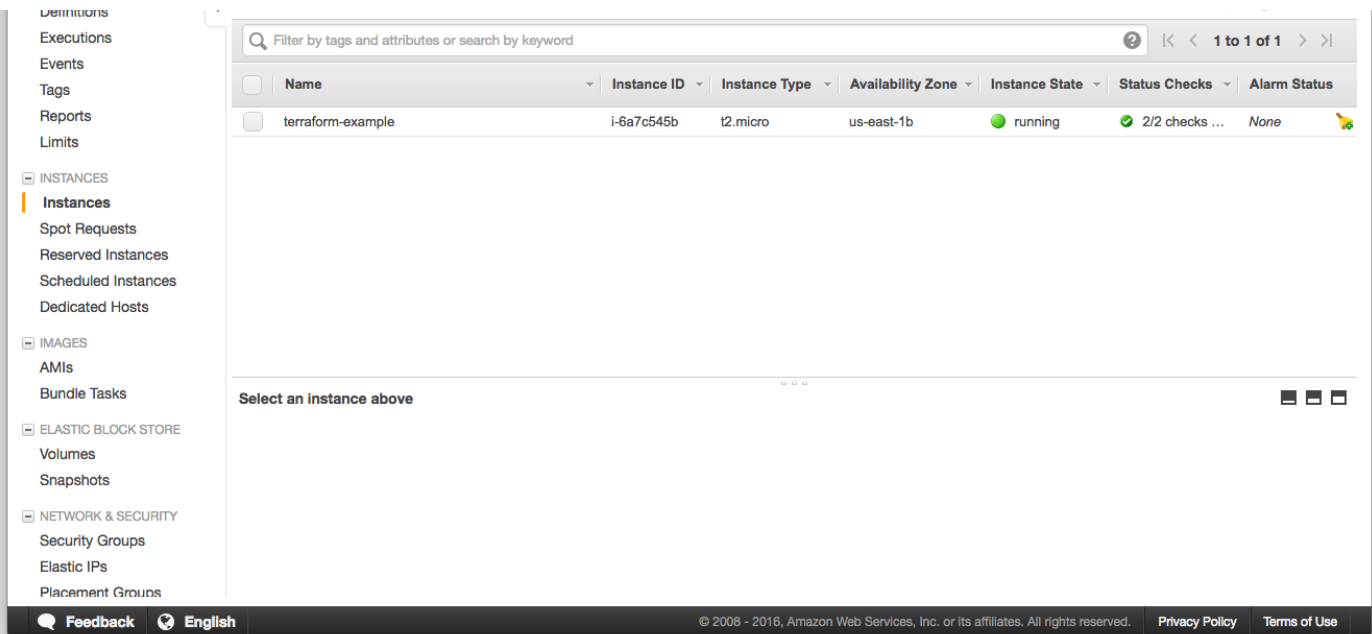 Definitions
Executions
Events
Tags
Reports
Limits
INSTANCES
Instances
Spot Requests
Reserved Instances
Scheduled Instances
Dedicated Hosts
IMAGES
AMIs
Bundle Tasks
ELASTIC BLOCK STORE
Volumes
Snapshots
NETWORK & SECURITY
Security Groups
Elastic IPs
Placement Groups
Filter by tags and attributes or search by keyword
1 to 1 of 1
Name Instance ID Instance Type Availability Zone Instance State Status Checks Alarm Status
terraform-example i-6a7c545b t2.micro us-east-1b running 2/2 checks ... None
Select an instance above
Feedback English © 2008 - 2016, Amazon Web Services, Inc. or its affiliates. All rights reserved. Privacy Policy Terms of Use